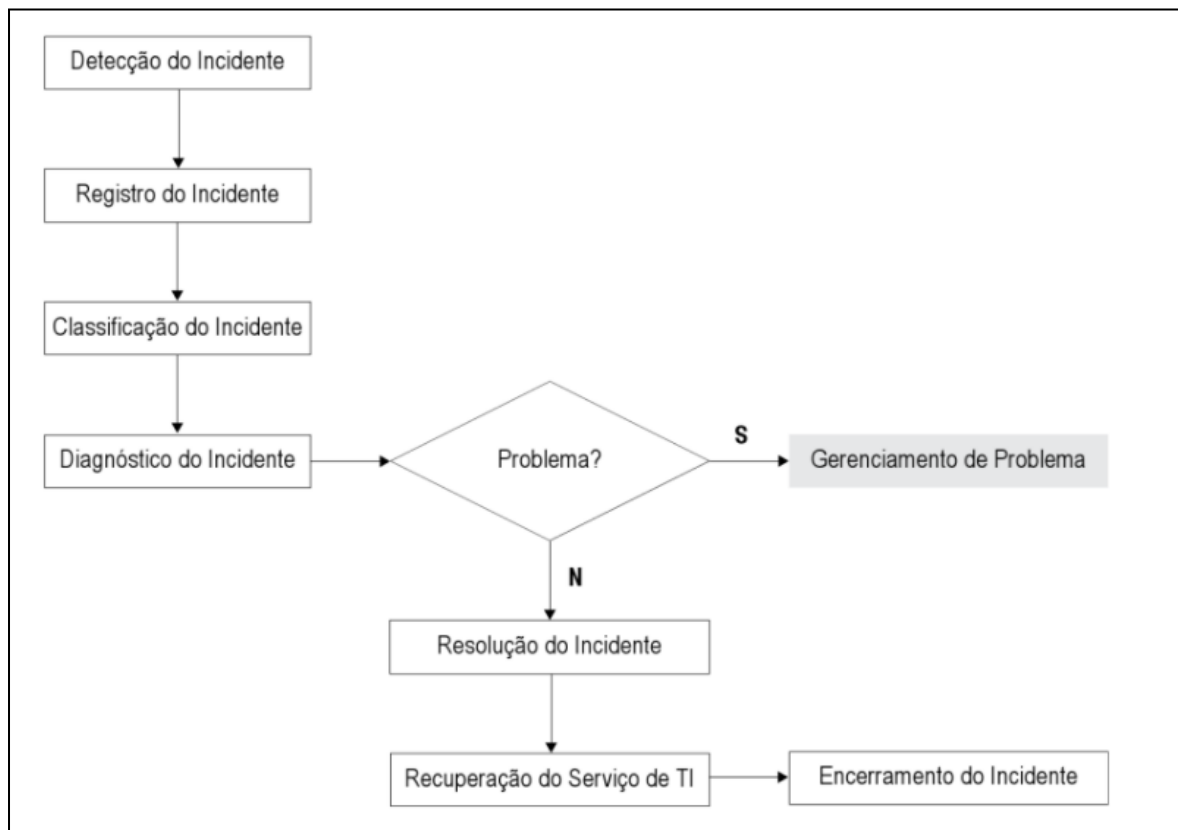 Detecção do Incidente
Registro do Incidente
Classificação do Incidente
Diagnóstico do Incidente
Problema?
S
Gerenciamento de Problema
N
Resolução do Incidente
Recuperação do Serviço de TI
Encerramento do Incidente